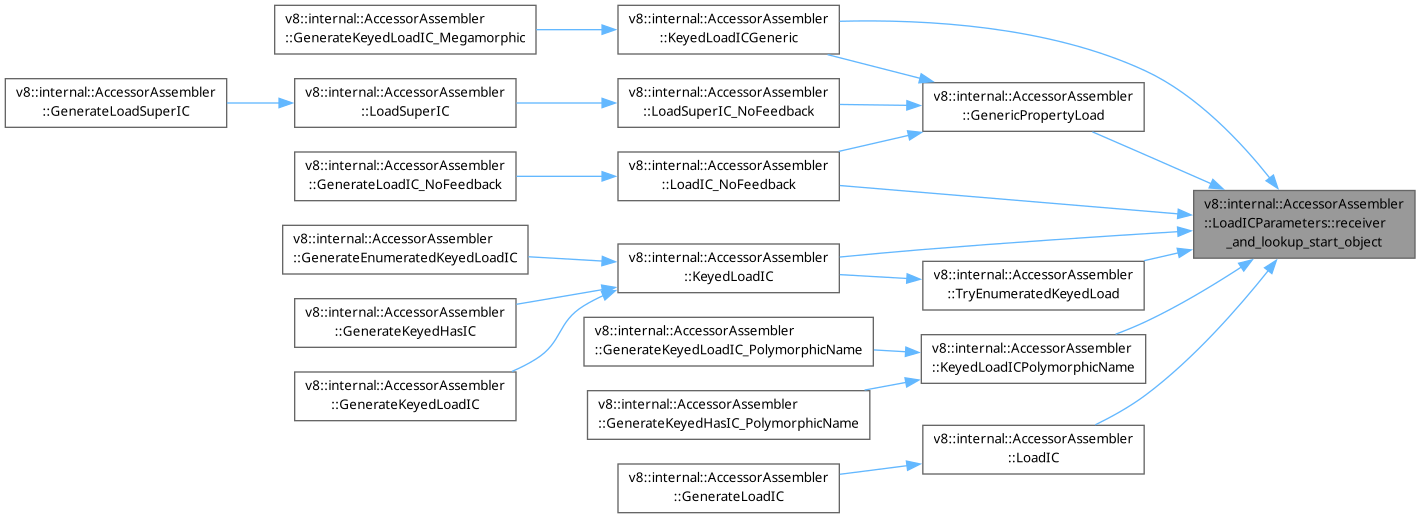 v8::internal::AccessorAssembler
::GenerateKeyedLoadIC_Megamorphic
v8::internal::AccessorAssembler
::KeyedLoadICGeneric
v8::internal::AccessorAssembler
::GenerateLoadSuperIC
v8::internal::AccessorAssembler
::LoadSuperIC
v8::internal::AccessorAssembler
::LoadSuperIC_NoFeedback
v8::internal::AccessorAssembler
::GenericPropertyLoad
v8::internal::AccessorAssembler
::GenerateLoadIC_NoFeedback
v8::internal::AccessorAssembler
::LoadIC_NoFeedback
v8::internal::AccessorAssembler
::LoadICParameters::receiver
_and_lookup_start_object
v8::internal::AccessorAssembler
::GenerateEnumeratedKeyedLoadIC
v8::internal::AccessorAssembler
::KeyedLoadIC
v8::internal::AccessorAssembler
::TryEnumeratedKeyedLoad
v8::internal::AccessorAssembler
::GenerateKeyedHasIC
v8::internal::AccessorAssembler
::GenerateKeyedLoadIC_PolymorphicName
v8::internal::AccessorAssembler
::KeyedLoadICPolymorphicName
v8::internal::AccessorAssembler
::GenerateKeyedLoadIC
v8::internal::AccessorAssembler
::GenerateKeyedHasIC_PolymorphicName
v8::internal::AccessorAssembler
::LoadIC
v8::internal::AccessorAssembler
::GenerateLoadIC